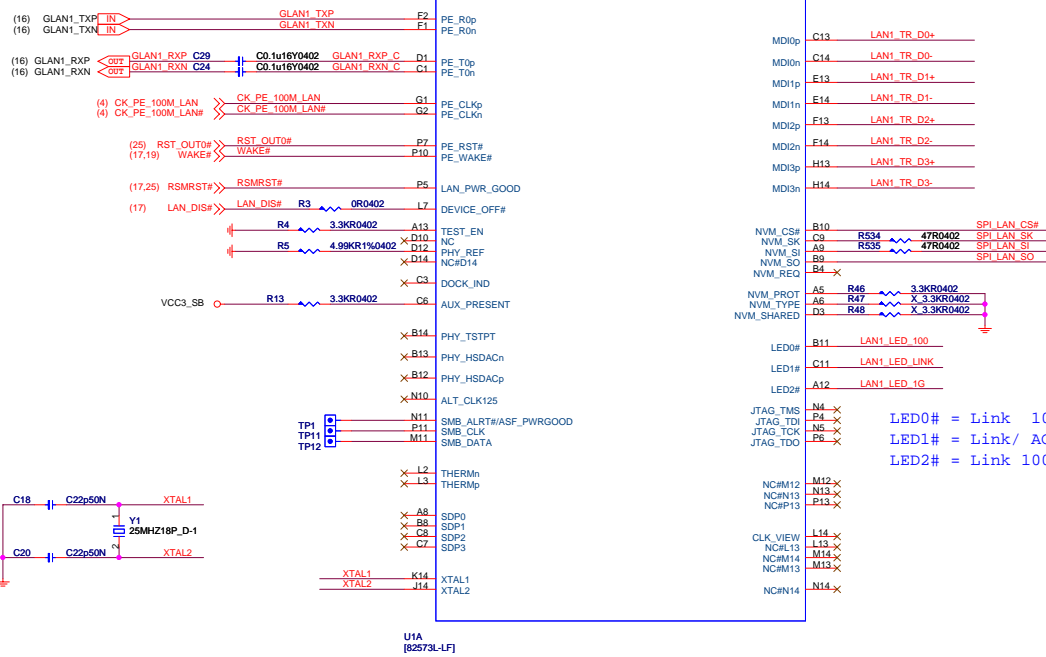 (16) GLAN1_TXP IN GLAN1_TXP F2 PE_R0p
(16) GLAN1_TXN IN GLAN1_TXN F1 PE_R0n
(16) GLAN1_RXP OUT GLAN1_RXP C29 C0.1u16Y0402 GLAN1_RXP_C D1 PE_T0p
(16) GLAN1_RXN OUT GLAN1_RXN C24 C0.1u16Y0402 GLAN1_RXN_C C1 PE_T0n
(4) CK_PE_100M_LAN CK_PE_100M_LAN G1 PE_CLKp
(4) CK_PE_100M_LAN# CK_PE_100M_LAN# G2 PE_CLKn
(25) RST_OUT0# RST_OUT0# P7 PE_RST#
(17,19) WAKE# WAKE# P10 PE_WAKE#
(17,25) RSMRST# RSMRST# P5 LAN_PWR_GOOD
(17) LAN_DIS# LAN_DIS# R3 0R0402 L7 DEVICE_OFF#
R4 3.3KR0402 A13 TEST_EN
D10 NC
R5 4.99KR1%0402 D12 PHY_REF
D14 NC#D14
C3 DOCK_IND
VCC3_SB R13 3.3KR0402 C6 AUX_PRESENT
B14 PHY_TSTPT
B13 PHY_HSDACn
B12 PHY_HSDACp
N10 ALT_CLK125
TP1 N11 SMB_ALRT#/ASF_PWRGOOD
TP11 P11 SMB_CLK
TP12 M11 SMB_DATA
L2 THERMn
L3 THERMp
A8 SDP0
B8 SDP1
C8 SDP2
C7 SDP3
XTAL1 K14 XTAL1
XTAL2 J14 XTAL2
C18 C22p50N XTAL1
1 Y1
25MHZ18P_D-1
2
C20 C22p50N XTAL2
MDI0p C13 LAN1_TR_D0+
MDI0n C14 LAN1_TR_D0-
MDI1p E13 LAN1_TR_D1+
MDI1n E14 LAN1_TR_D1-
MDI2p F13 LAN1_TR_D2+
MDI2n F14 LAN1_TR_D2-
MDI3p H13 LAN1_TR_D3+
MDI3n H14 LAN1_TR_D3-
NVM_CS# B10 SPI_LAN_CS#
NVM_SK C9 R534 47R0402 SPI_LAN_SK
NVM_SI A9 R535 47R0402 SPI_LAN_SI
NVM_SO B9 SPI_LAN_SO
NVM_REQ B4
NVM_PROT A5 R46 3.3KR0402
NVM_TYPE A6 R47 X_3.3KR0402
NVM_SHARED D3 R48 X_3.3KR0402
LED0# B11 LAN1_LED_100
LED1# C11 LAN1_LED_LINK
LED2# A12 LAN1_LED_1G
JTAG_TMS N4
JTAG_TDI P4
JTAG_TCK N5
JTAG_TDO P6
LED0# = Link 10
LED1# = Link/ AC
LED2# = Link 100
NC#M12 M12
NC#N13 N13
NC#P13 P13
CLK_VIEW L14
NC#L13 L13
NC#M14 M14
NC#M13 M13
NC#N14 N14
U1A
[82573L-LF]